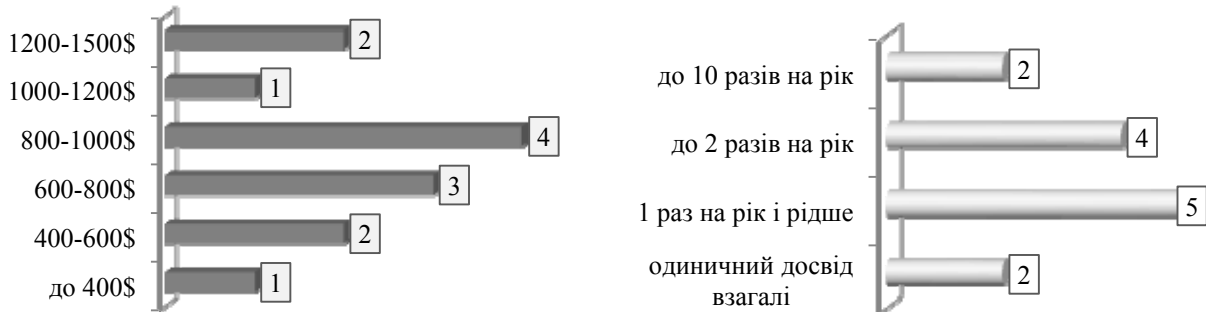 1200-1500$
2
1000-1200$
1
800-1000$
4
600-800$
3
400-600$
2
до 400$
1
до 10 разів на рік
2
до 2 разів на рік
4
1 раз на рік і рідше
5
одиничний досвід
взагалі
2